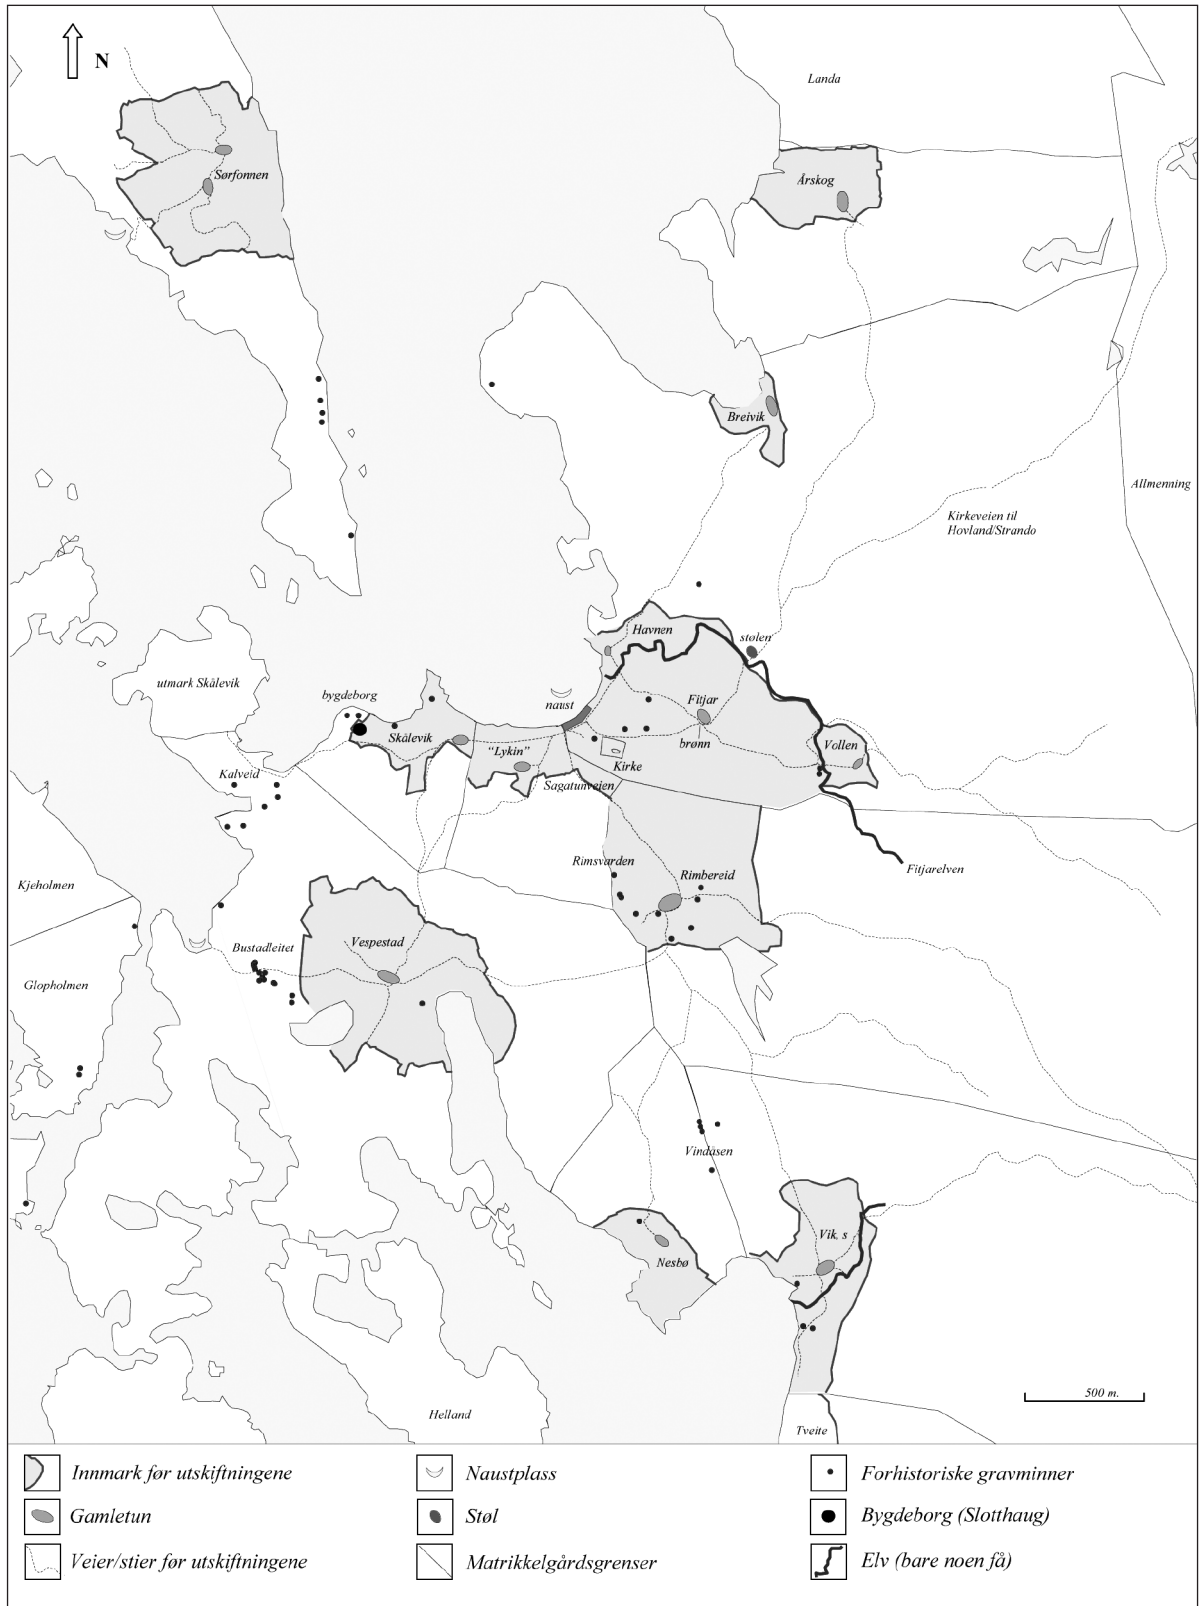 N
Landa
Sørfonnen
Årskog
Breivik
Allmenning
Kirkeveien til
Hovland/Strando
Havnen
stølen
utmark Skålevik
bygdeborg
naust
Fitjar
Skålevik
brønn
"Lykin"
Vollen
Kirke
Kalveid
Sagatunveien
Rimsvarden
Fitjarelven
Rimbereid
Kjeholmen
Vespestad
Bustadleitet
Glopholmen
Vindåsen
Vik, s
Nesbø
500 m.
Helland
Tveite
Innmark før utskiftningene
Naustplass
Forhistoriske gravminner
Gamletun
Støl
Bygdeborg (Slotthaug)
Veier/stier før utskiftningene
Matrikkelgårdsgrenser
Elv (bare noen få)